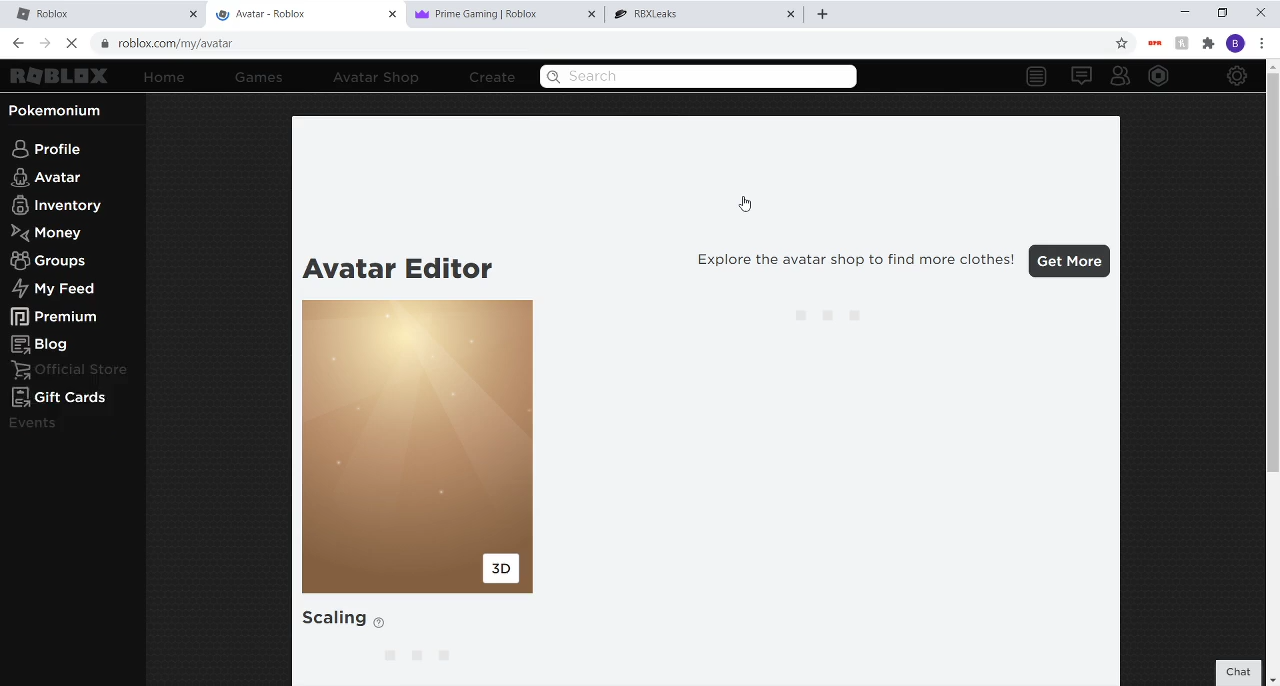 Roblox
Avatar - Roblox
Prime Gaming | Roblox
RBXLeaks
roblox.com/my/avatar
BTR
B
ROBLOX
Home
Games
Avatar Shop
Create
Search
Pokemonium
Profile
Avatar
Inventory
Money
Groups
My Feed
Premium
Blog
Official Store
Gift Cards
Events
Avatar Editor
Explore the avatar shop to find more clothes!
Get More
3D
Scaling
Chat